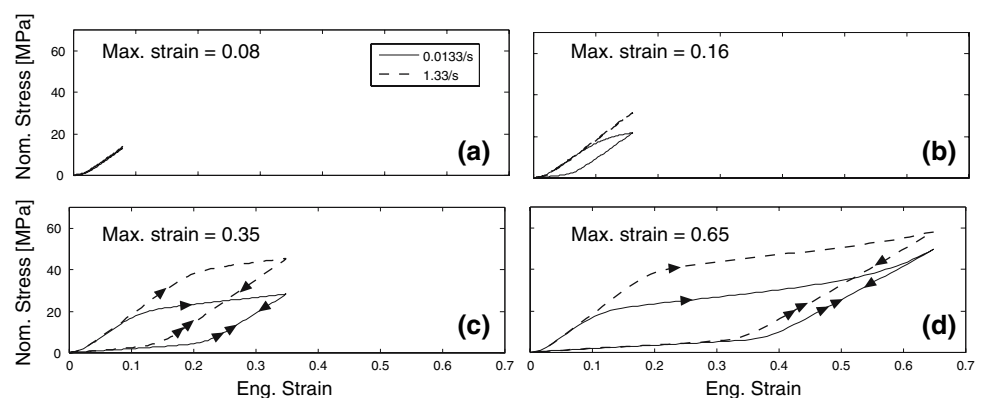 Nom. Stress [MPa]
60
40
20
0
Max. strain = 0.08
0.0133/s
1.33/s
(a)
Max. strain = 0.16
(b)
Nom. Stress [MPa]
60
40
20
0
Max. strain = 0.35
(c)
0 0.1 0.2 0.3 0.4 0.5 0.6 0.7
Eng. Strain
Max. strain = 0.65
(d)
0 0.1 0.2 0.3 0.4 0.5 0.6 0.7
Eng. Strain